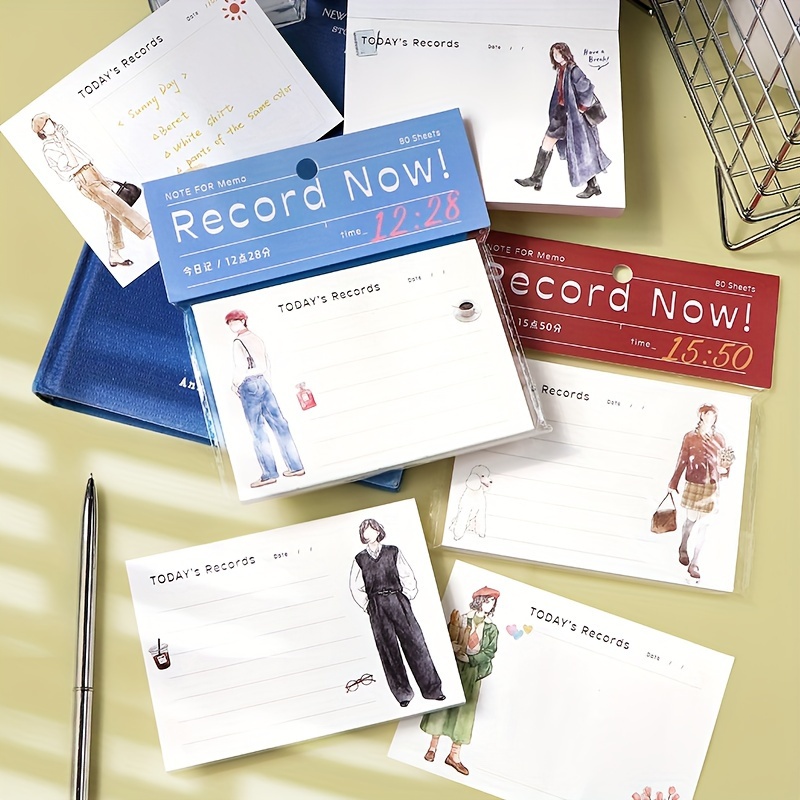 TODAY's Records
< Sunny Day >
Beret
White shirt
pants of the same color
NEW
TODAY's Records
Date / /
Have a
Break!
NOTE FOR Memo
80 Sheets
Record Now!
time_ 12:28
今日记 / 12点28分
TODAY's Records
Date / /
NOTE FOR Memo
80 Sheets
Record Now!
15点50分
time_ 15:50
Records
Date / /
TODAY's Records
Date / /
TODAY's Records
Date / /